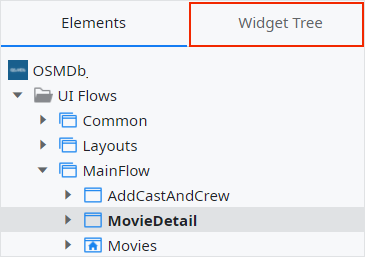 Elements
Widget Tree
OSMDb
UI Flows
Common
Layouts
MainFlow
AddCastAndCrew
MovieDetail
Movies